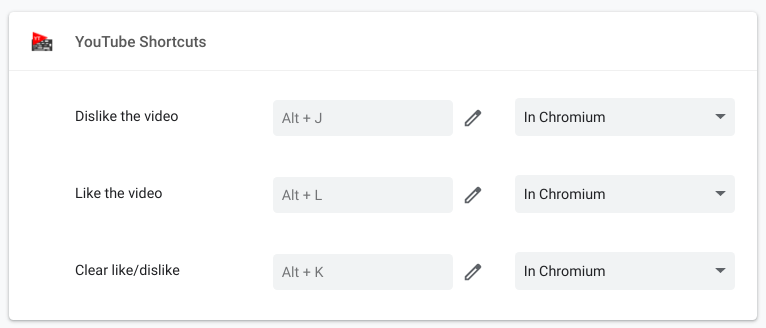 YouTube Shortcuts
Dislike the video Alt + J In Chromium
Like the video Alt + L In Chromium
Clear like/dislike Alt + K In Chromium